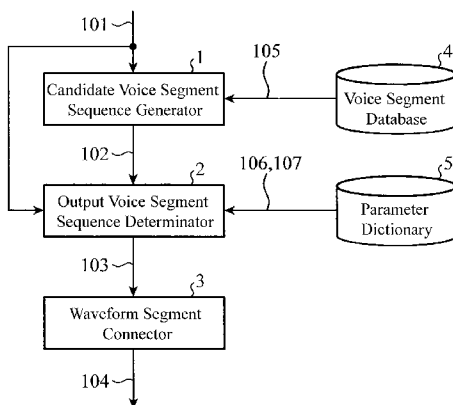 101
1
4
105
Candidate Voice Segment
Sequence Generator
Voice Segment
Database
102
2
106,107
5
Output Voice Segment
Sequence Determinator
Parameter
Dictionary
103
3
Waveform Segment
Connector
104